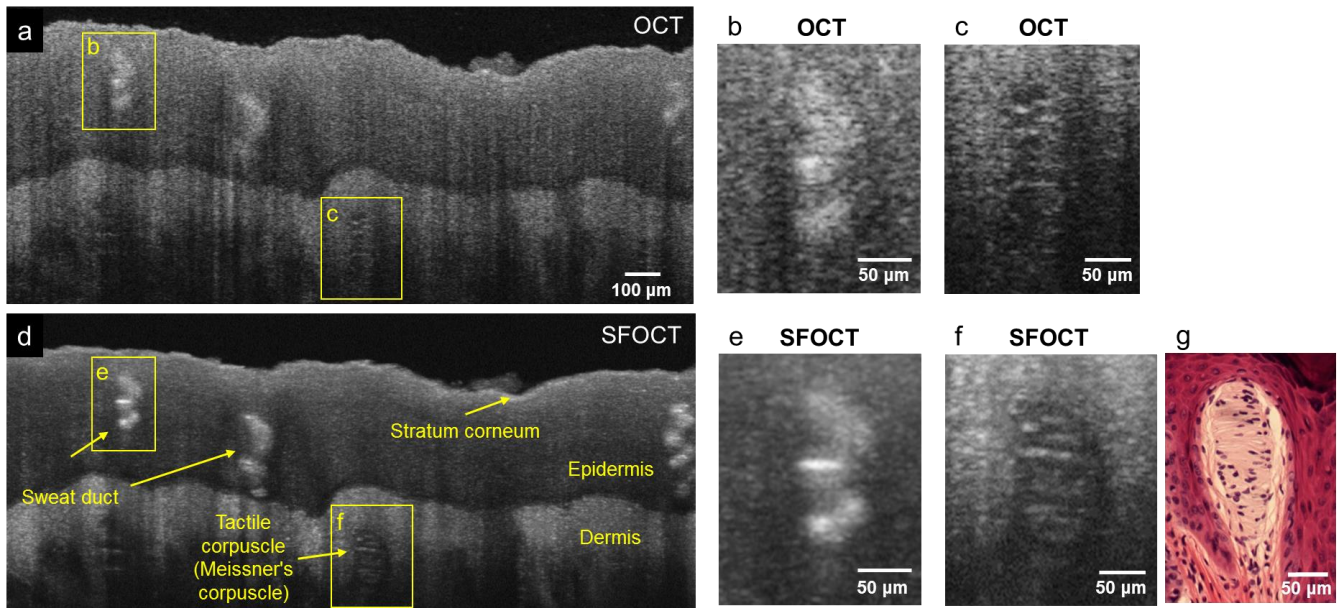 a
OCT
b
c
100 µm
b OCT
50 µm
c OCT
50 µm
d
SFOCT
e
Stratum corneum
Epidermis
Sweat duct
f
Tactile
corpuscle
(Meissner's
corpuscle)
Dermis
e SFOCT
50 µm
f SFOCT
50 µm
g
50 µm